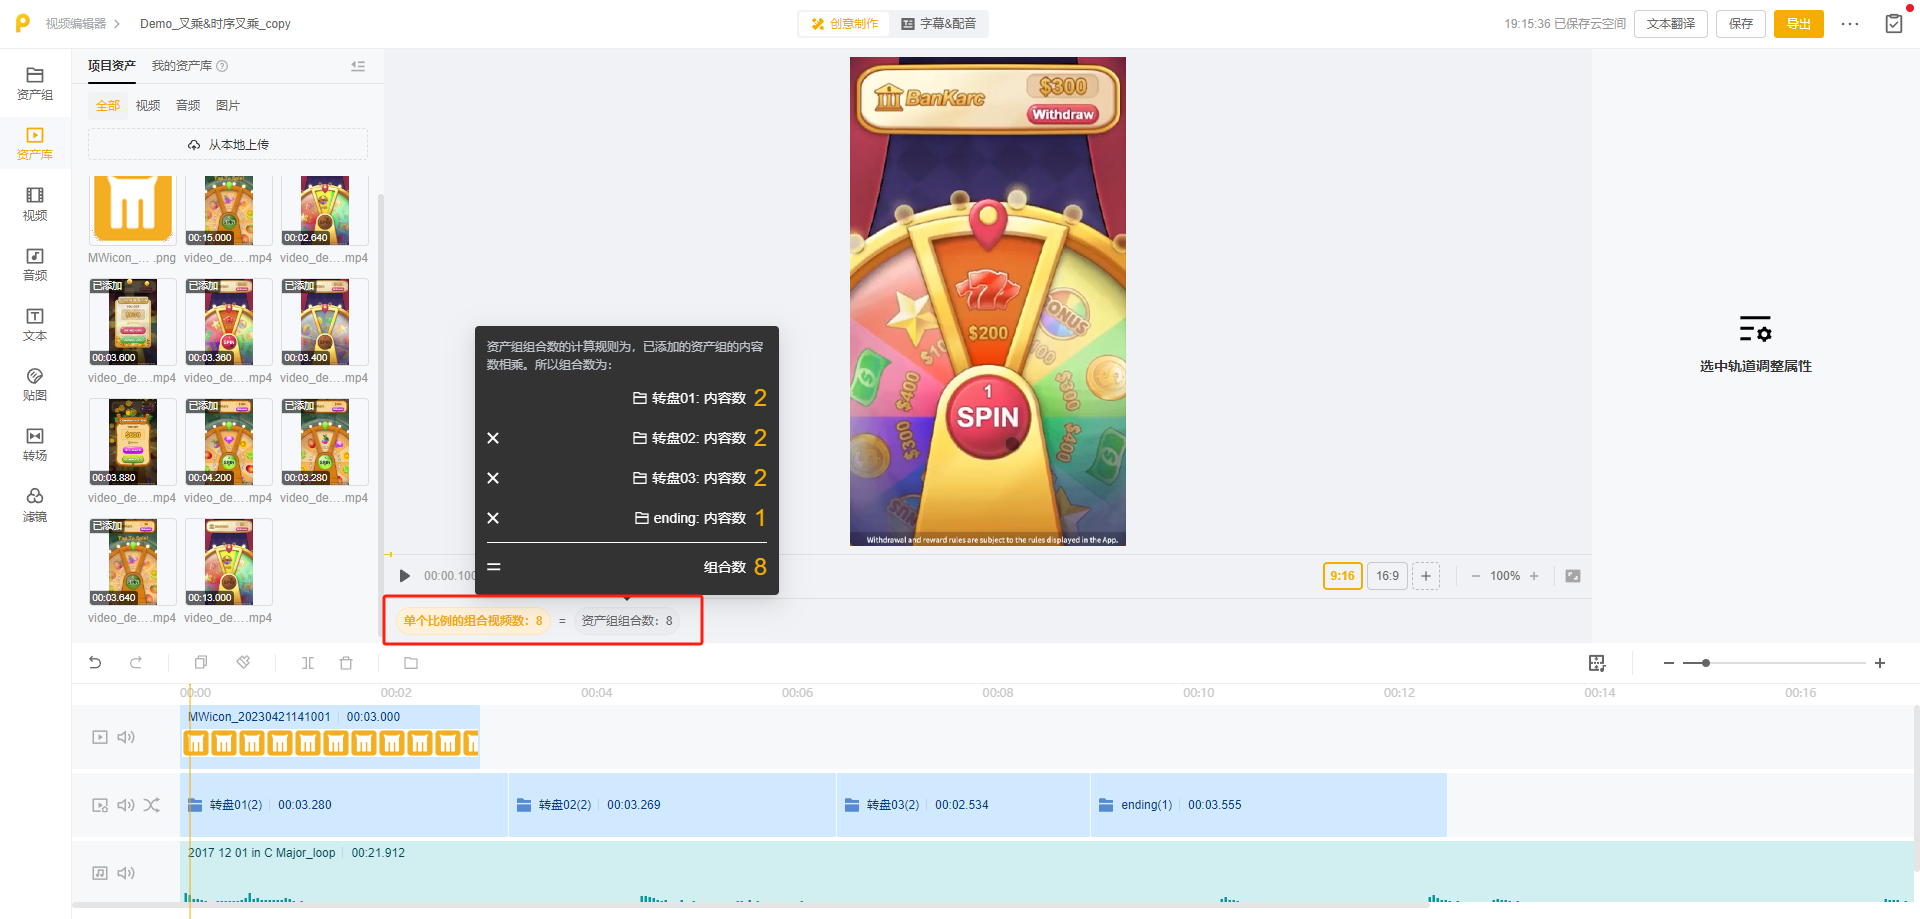 视频编辑器
Demo_叉乘&时序叉乘_copy
创意制作
字幕&配音
19:15:36 已保存云空间
文本翻译
保存
导出
资产组
资产库
视频
音频
文本
贴图
转场
滤镜
项目资产
我的资产库
全部
视频
音频
图片
从本地上传
00:15.000
00:02.640
MWicon_... .png
video_de....mp4
video_de....mp4
已添加
已添加
已添加
00:03.600
00:03.360
00:03.400
video_de....mp4
video_de....mp4
video_de....mp4
已添加
已添加
00:03.880
00:04.200
00:03.280
video_de....mp4
video_de....mp4
video_de....mp4
已添加
00:03.640
00:13.000
video_de....mp4
video_de....mp4
BanKarc
$300
Withdraw
$200
BONUS
$400
$300
1
SPIN
Withdrawal and reward rules are subject to the rules displayed in the App.
资产组组合数的计算规则为，已添加的资产组的内容
数相乘。所以组合数为：
转盘01: 内容数 2
× 转盘02: 内容数 2
× 转盘03: 内容数 2
× ending: 内容数 1
= 组合数 8
00:00.100
9:16
16:9
+
− 100% +
单个比例的组合视频数：8 = 资产组组合数：8
选中轨道调整属性
00:00
00:02
00:04
00:06
00:08
00:10
00:12
00:14
00:16
MWicon_20230421141001
00:03.000
转盘01(2)
00:03.280
转盘02(2)
00:03.269
转盘03(2)
00:02.534
ending(1)
00:03.555
2017 12 01 in C Major_loop
00:21.912